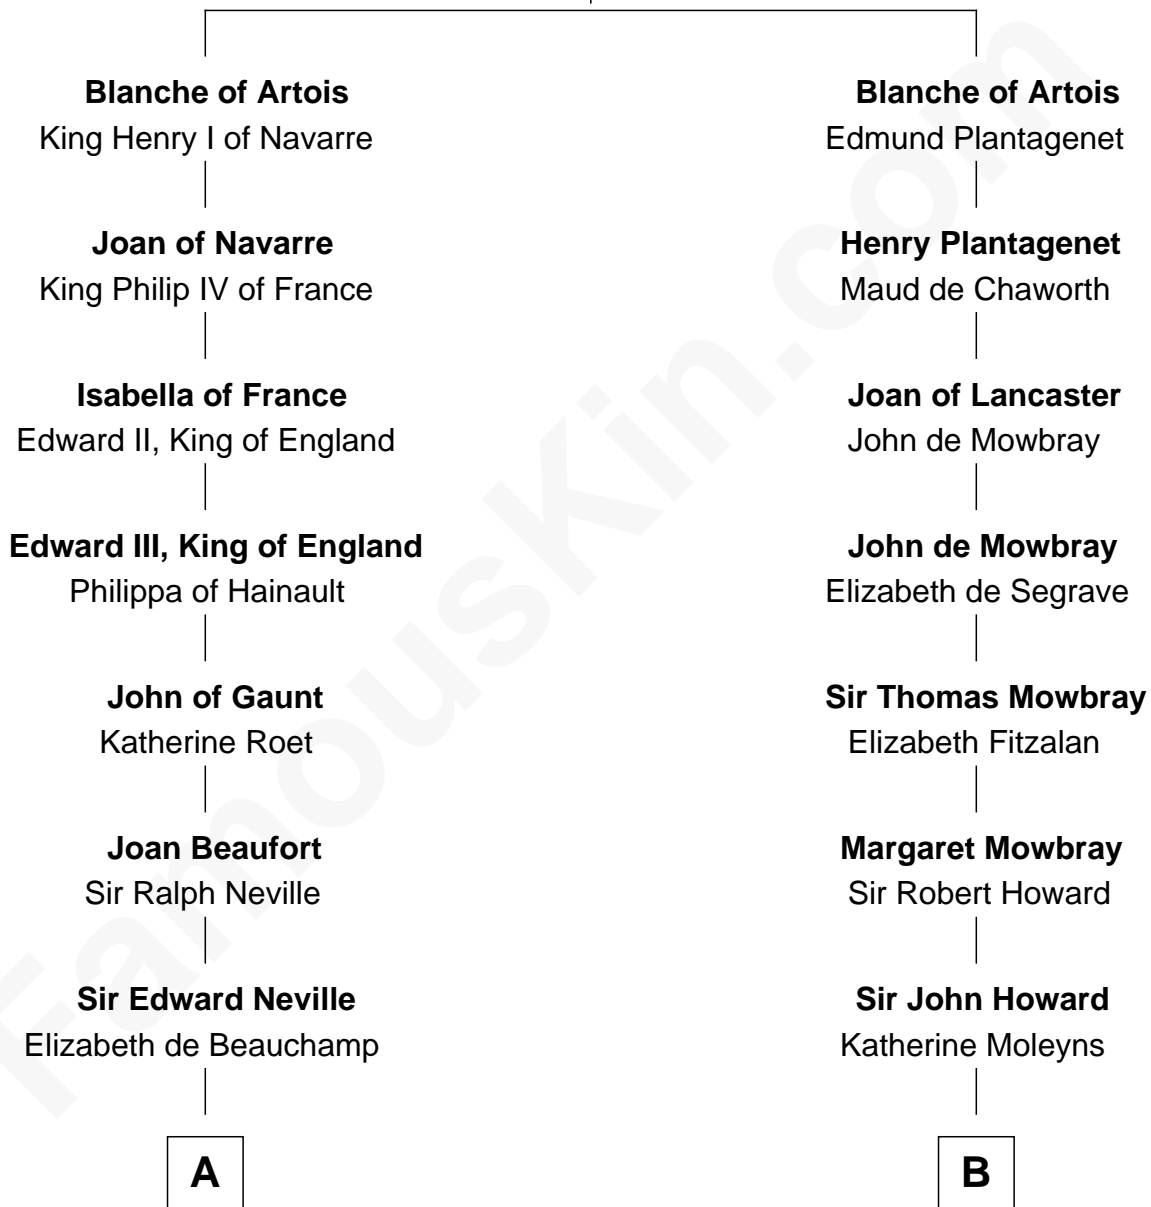 Blanche of Artois
King Henry I of Navarre
Joan of Navarre
King Philip IV of France
Isabella of France
Edward II, King of England
Edward III, King of England
Philippa of Hainault
John of Gaunt
Katherine Roet
Joan Beaufort
Sir Ralph Neville
Sir Edward Neville
Elizabeth de Beauchamp
A
Blanche of Artois
Edmund Plantagenet
Henry Plantagenet
Maud de Chaworth
Joan of Lancaster
John de Mowbray
John de Mowbray
Elizabeth de Segrave
Sir Thomas Mowbray
Elizabeth Fitzalan
Margaret Mowbray
Sir Robert Howard
Sir John Howard
Katherine Moleyns
B
FamousKin.com